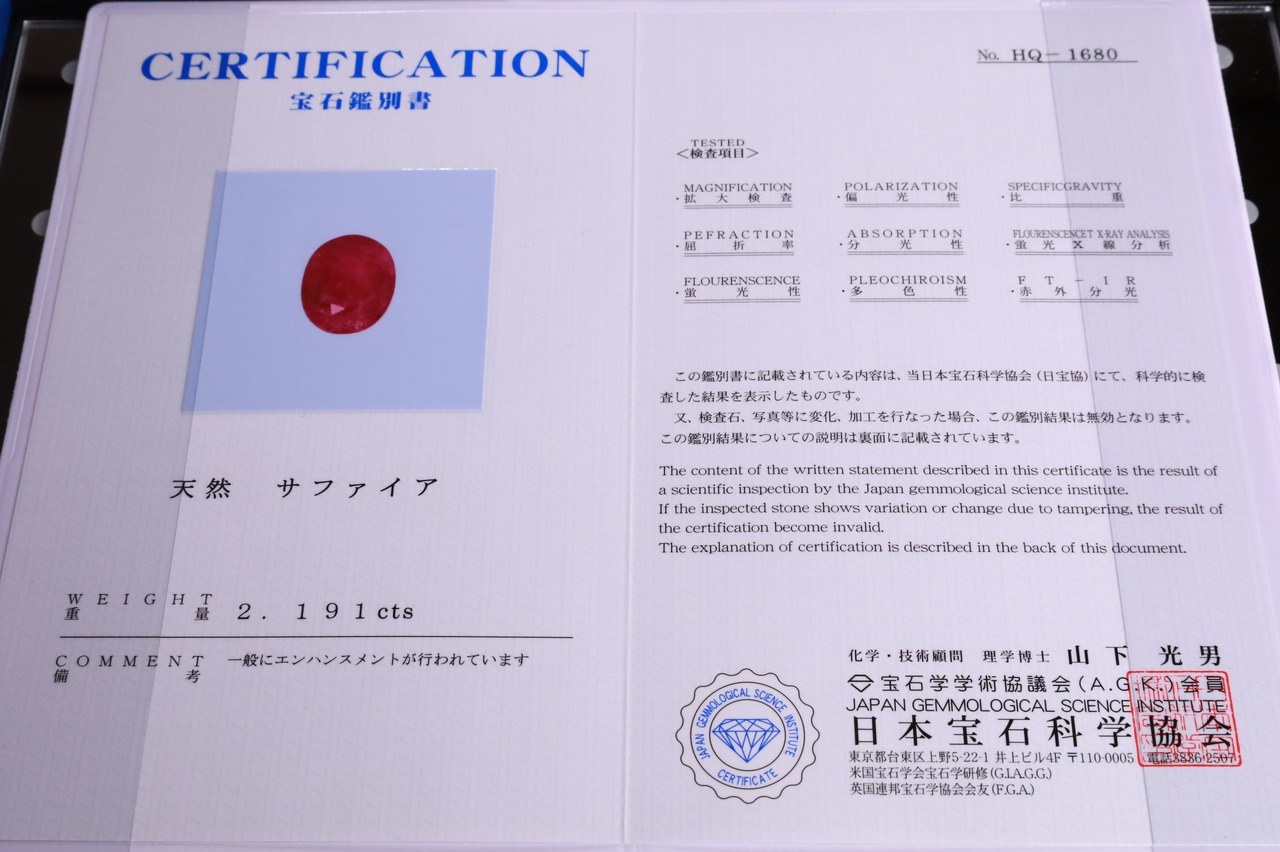 CERTIFICATION
宝石鑑別書
天然　サファイア
WEIGHT
重量 2.191cts
COMMENT 一般にエンハンスメントが行われています
備考
No. HQ-1680
TESTED
<検査項目>
MAGNIFICATION POLARIZATION SPECIFICGRAVITY
・拡大検査 ・偏光性 ・比重
PEFRACTION ABSORPTION FLOURENSCENCET X-RAY ANALYSIS
・屈折率 ・分光性 ・蛍光X線分析
FLOURENSCENCE PLEOCHIROISM FT-IR
・蛍光性 ・多色性 ・赤外分光
この鑑別書に記載されている内容は、当日本宝石科学協会（日宝協）にて、科学的に検
査した結果を表示したものです。
又、検査石、写真等に変化、加工を行なった場合、この鑑別結果は無効となります。
この鑑別結果についての説明は裏面に記載されています。
The content of the written statement described in this certificate is the result of
a scientific inspection by the Japan gemmological science institute.
If the inspected stone shows variation or change due to tampering, the result of
the certification become invalid.
The explanation of certification is described in the back of this document.
JAPAN GEMMOLOGICAL SCIENCE INSTITUTE
CERTIFICATE
化学・技術顧問　理学博士　山下　光男
宝石学学術協議会(A.G.K.)会員
JAPAN GEMMOLOGICAL SCIENCE INSTITUTE
日本宝石科学協会
東京都台東区上野5-22-1 井上ビル4F 〒110-0005 電話3836-2507
米国宝石学会宝石学研修(G.I.A.G.G.)
英国連邦宝石学協会会友(F.G.A.)